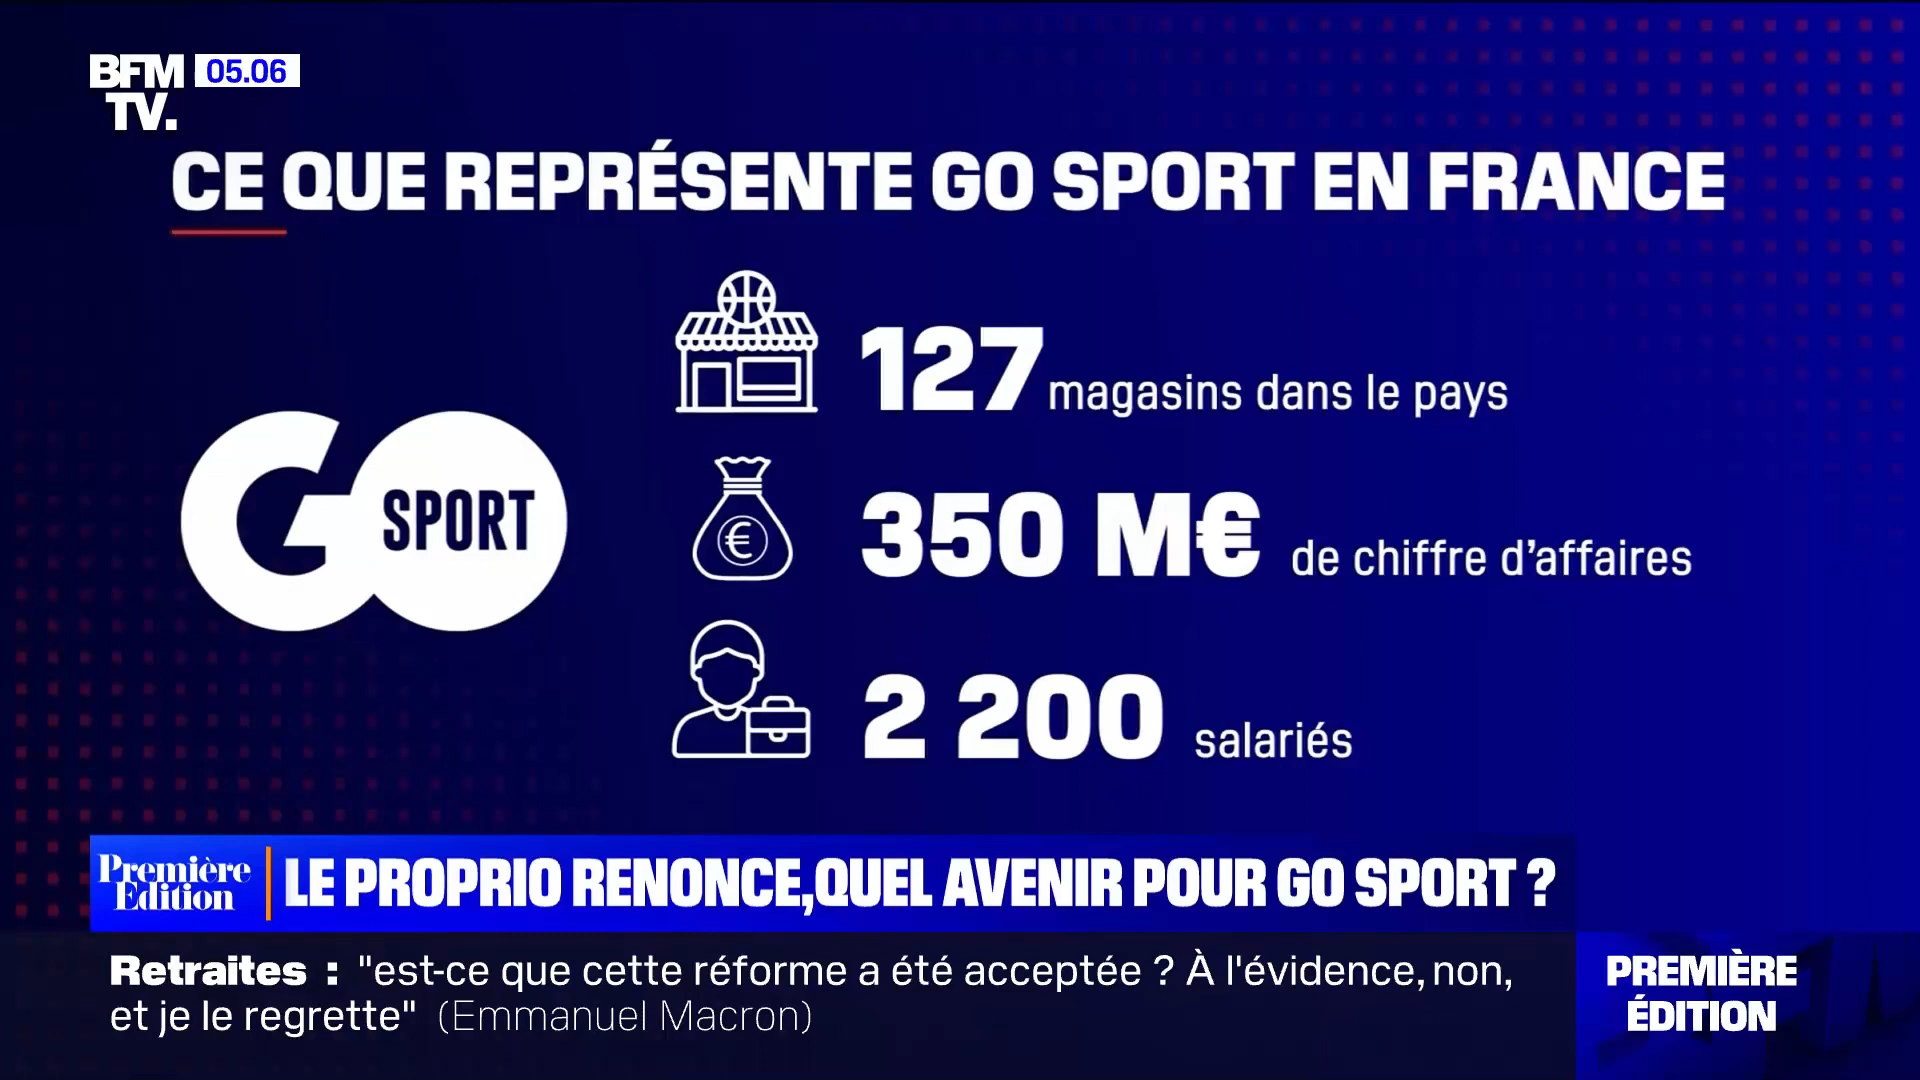 BFM
TV.
05.06
CE QUE REPRÉSENTE GO SPORT EN FRANCE
127 magasins dans le pays
GO SPORT
€
350 M€ de chiffre d'affaires
2 200 salariés
Première
Édition
LE PROPRIO RENONCE,QUEL AVENIR POUR GO SPORT ?
Retraites : "est-ce que cette réforme a été acceptée ? À l'évidence, non,
et je le regrette" (Emmanuel Macron)
PREMIÈRE
ÉDITION